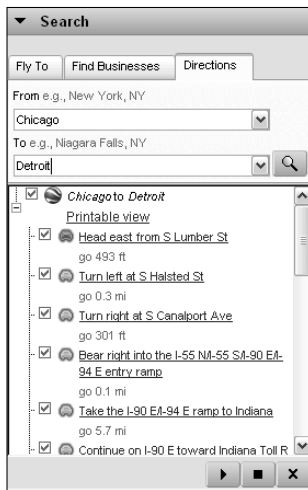 Search
Fly To Find Businesses Directions
From e.g., New York, NY
Chicago
To e.g., Niagara Falls, NY
Detroit
Chicago to Detroit
Printable view
Head east from S Lumber St
go 493 ft
Turn left at S Halsted St
go 0.3 mi
Turn right at S Canalport Ave
go 301 ft
Bear right into the I-55 N/I-55 S/I-90 E/I-
94 E entry ramp
go 0.1 mi
Take the I-90 E/I-94 E ramp to Indiana
go 5.7 mi
Continue on I-90 E toward Indiana Toll R